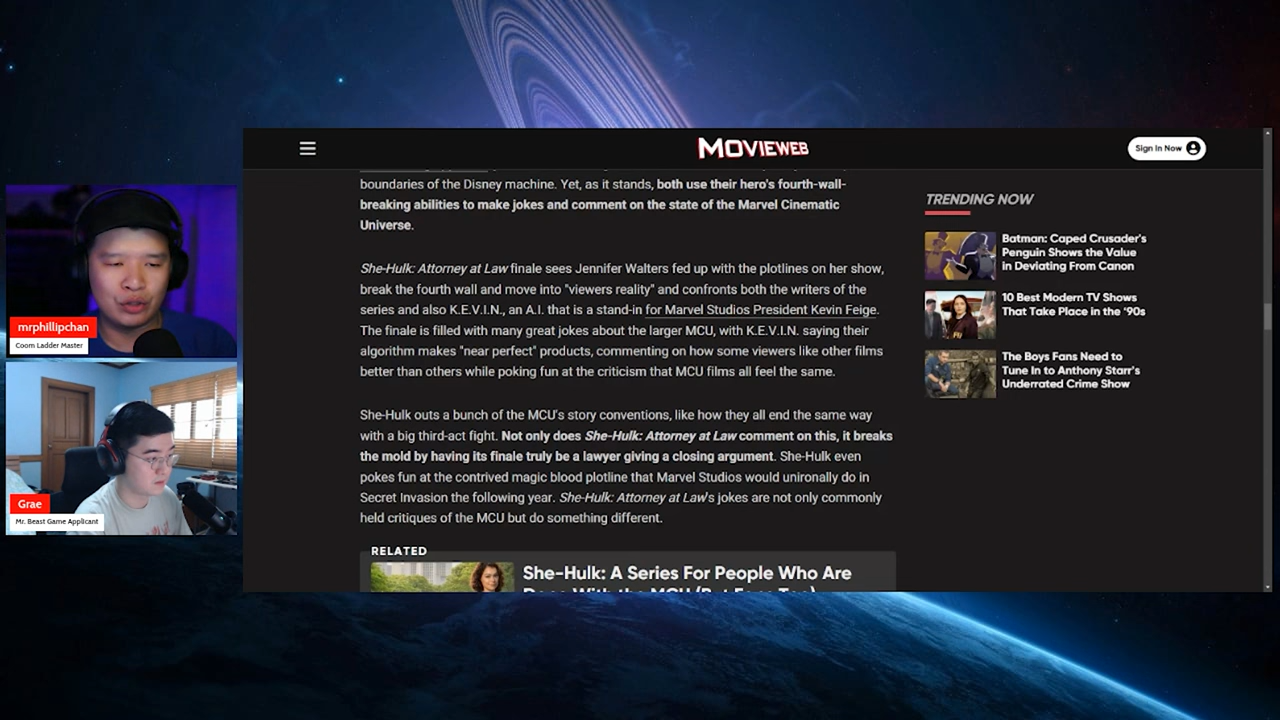 MOVIEWEB
Sign In Now
boundaries of the Disney machine. Yet, as it stands, both use their hero's fourth-wall-
breaking abilities to make jokes and comment on the state of the Marvel Cinematic
Universe.
She-Hulk: Attorney at Law finale sees Jennifer Walters fed up with the plotlines on her show,
break the fourth wall and move into "viewers reality" and confronts both the writers of the
series and also K.E.V.I.N., an A.I. that is a stand-in for Marvel Studios President Kevin Feige.
The finale is filled with many great jokes about the larger MCU, with K.E.V.I.N. saying their
algorithm makes "near perfect" products, commenting on how some viewers like other films
better than others while poking fun at the criticism that MCU films all feel the same.
She-Hulk outs a bunch of the MCU's story conventions, like how they all end the same way
with a big third-act fight. Not only does She-Hulk: Attorney at Law comment on this, it breaks
the mold by having its finale truly be a lawyer giving a closing argument. She-Hulk even
pokes fun at the contrived magic blood plotline that Marvel Studios would unironally do in
Secret Invasion the following year. She-Hulk: Attorney at Law's jokes are not only commonly
held critiques of the MCU but do something different.
RELATED
She-Hulk: A Series For People Who Are
Done With the MCU (But Fans Too)
TRENDING NOW
Batman: Caped Crusader's
Penguin Shows the Value
in Deviating From Canon
10 Best Modern TV Shows
That Take Place in the '90s
The Boys Fans Need to
Tune In to Anthony Starr's
Underrated Crime Show
mrphillipchan
Coom Ladder Master
Grae
Mr. Beast Game Applicant